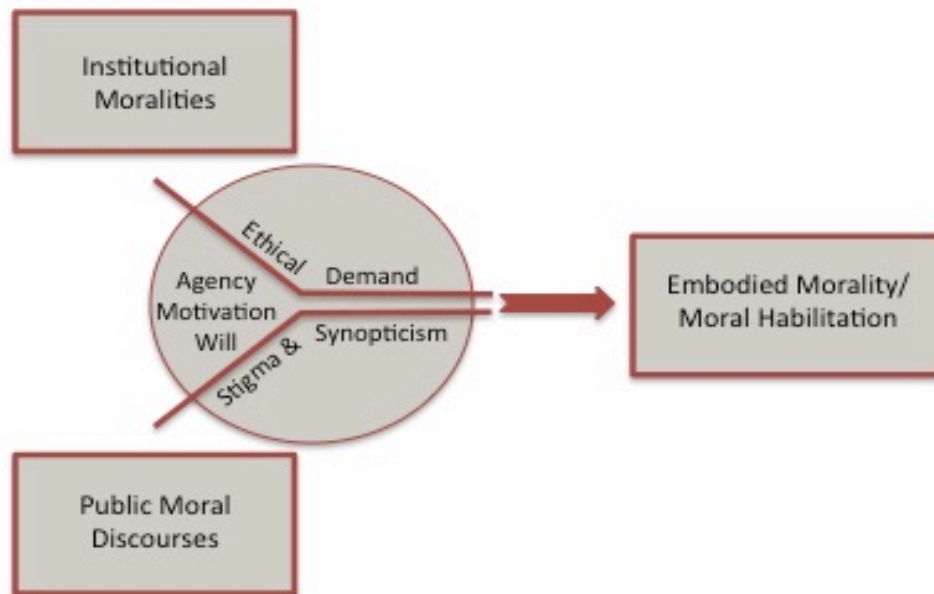 Institutional
Moralities
Ethical Demand
Agency
Motivation
Will
Stigma & Synopticism
Embodied Morality/
Moral Habilitation
Public Moral
Discourses